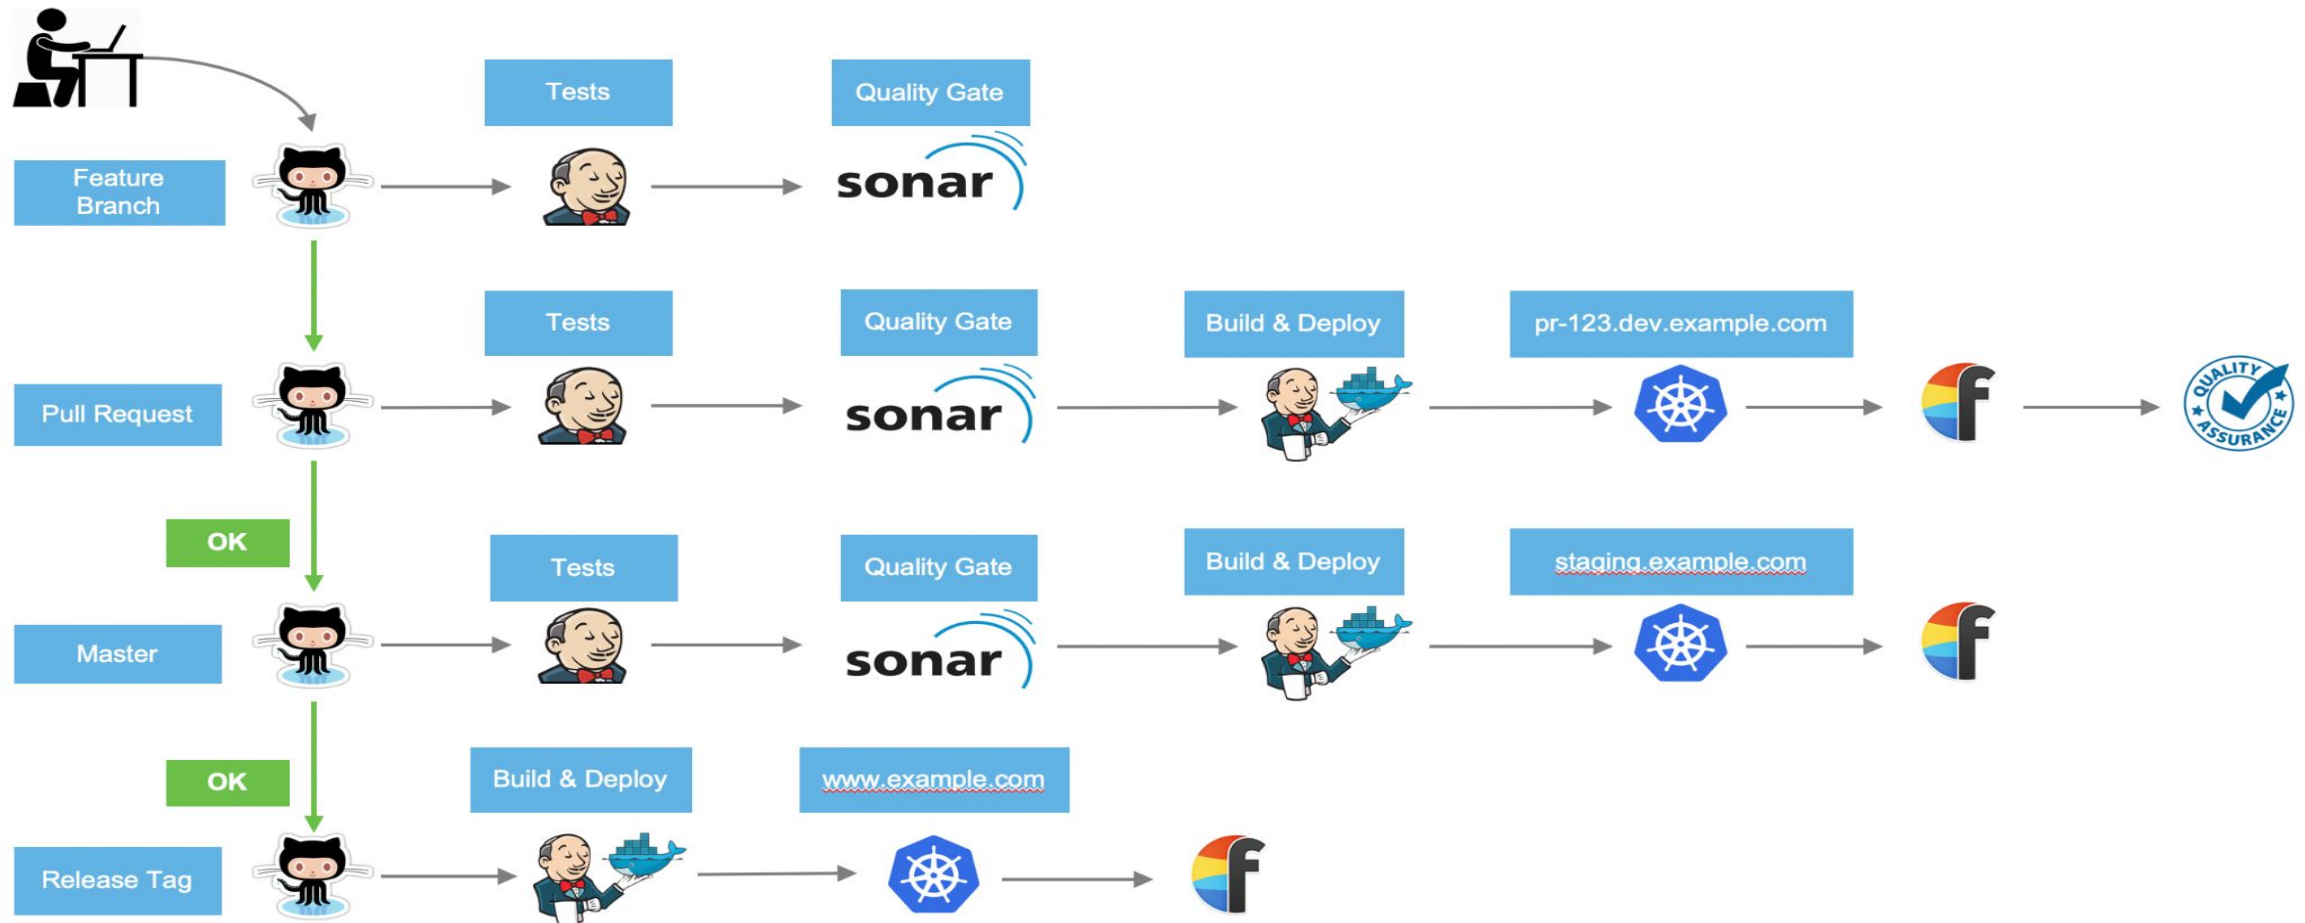 Tests
Quality Gate
Feature
Branch
sonar
Tests
Quality Gate
Build & Deploy
pr-123.dev.example.com
Pull Request
sonar
f
QUALITY
ASSURANCE
OK
Tests
Quality Gate
Build & Deploy
staging.example.com
Master
sonar
f
OK
Build & Deploy
www.example.com
Release Tag
f